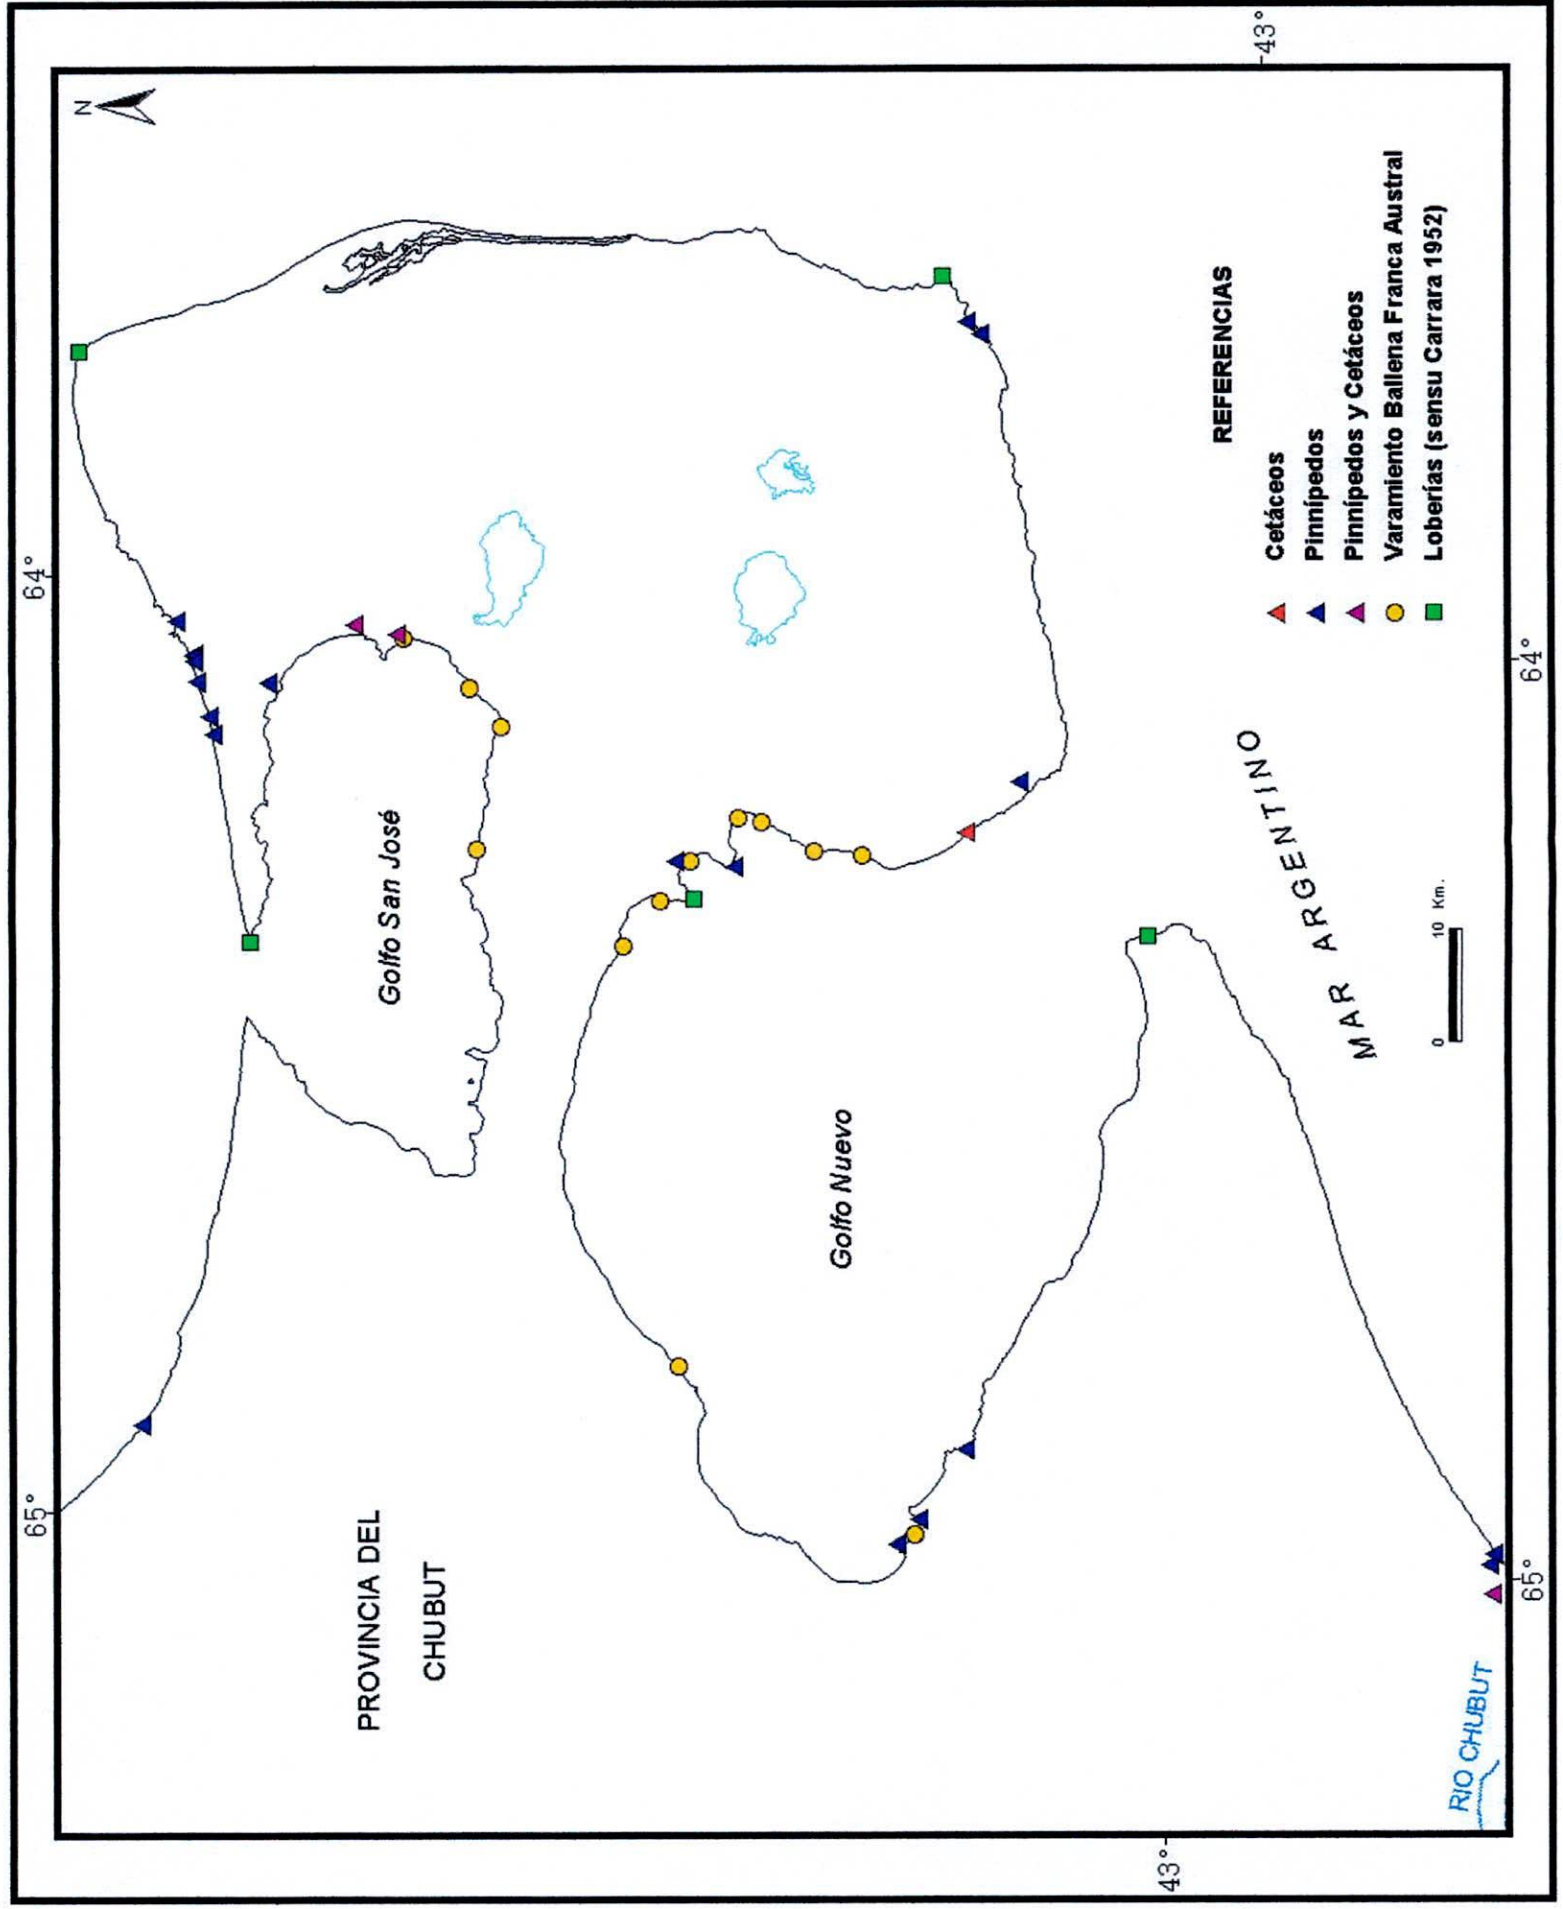 65°
64°
N
43°
PROVINCIA DEL
CHUBUT
Golfo San José
Golfo Nuevo
MAR ARGENTINO
0 10 Km.
RIO CHUBUT
REFERENCIAS
Cetáceos
Pinnípedos
Pinnípedos y Cetáceos
Varamiento Ballena Franca Austral
Loberías (sensu Carrara 1952)
43°
65°
64°